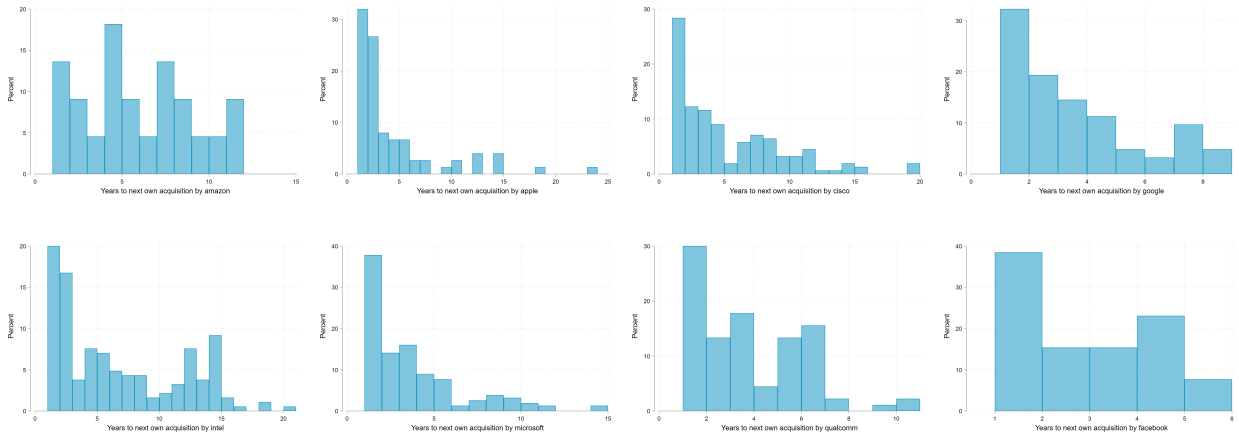 20
15
10
5
0
Percent
0 5 10 15
Years to next own acquisition by amazon
30
20
10
0
Percent
0 5 10 15 20 25
Years to next own acquisition by apple
30
20
10
0
Percent
0 5 10 15 20
Years to next own acquisition by cisco
30
20
10
0
Percent
0 2 4 6 8
Years to next own acquisition by google
20
15
10
5
0
Percent
0 5 10 15 20
Years to next own acquisition by intel
40
30
20
10
0
Percent
0 5 10 15
Years to next own acquisition by microsoft
30
20
10
0
Percent
0 2 4 6 8 10
Years to next own acquisition by qualcomm
40
30
20
10
0
Percent
1 2 3 4 5 6
Years to next own acquisition by facebook